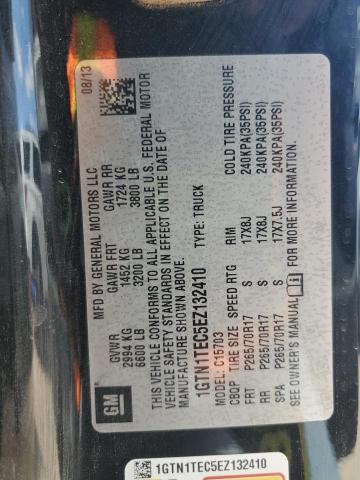 MFD BY GENERAL MOTORS LLC 08/13
GVWR GAWR FRT GAWR RR
2994 KG 1452 KG 1724 KG
6600 LB 3200 LB 3800 LB
THIS VEHICLE CONFORMS TO ALL APPLICABLE U.S. FEDERAL MOTOR
VEHICLE SAFETY STANDARDS IN EFFECT ON THE DATE OF
MANUFACTURE SHOWN ABOVE.
1GTN1TEC5EZ132410 TYPE: TRUCK
MODEL: C15703
CBQP TIRE SIZE SPEED RTG RIM COLD TIRE PRESSURE
FRT P265/70R17 S 17X8J 240KPA(35PSI)
RR P265/70R17 S 17X8J 240KPA(35PSI)
SPA P265/70R17 S 17X7.5J 240KPA(35PSI)
SEE OWNER'S MANUAL FOR MORE INFORMATION.
GM
1GTN1TEC5EZ132410